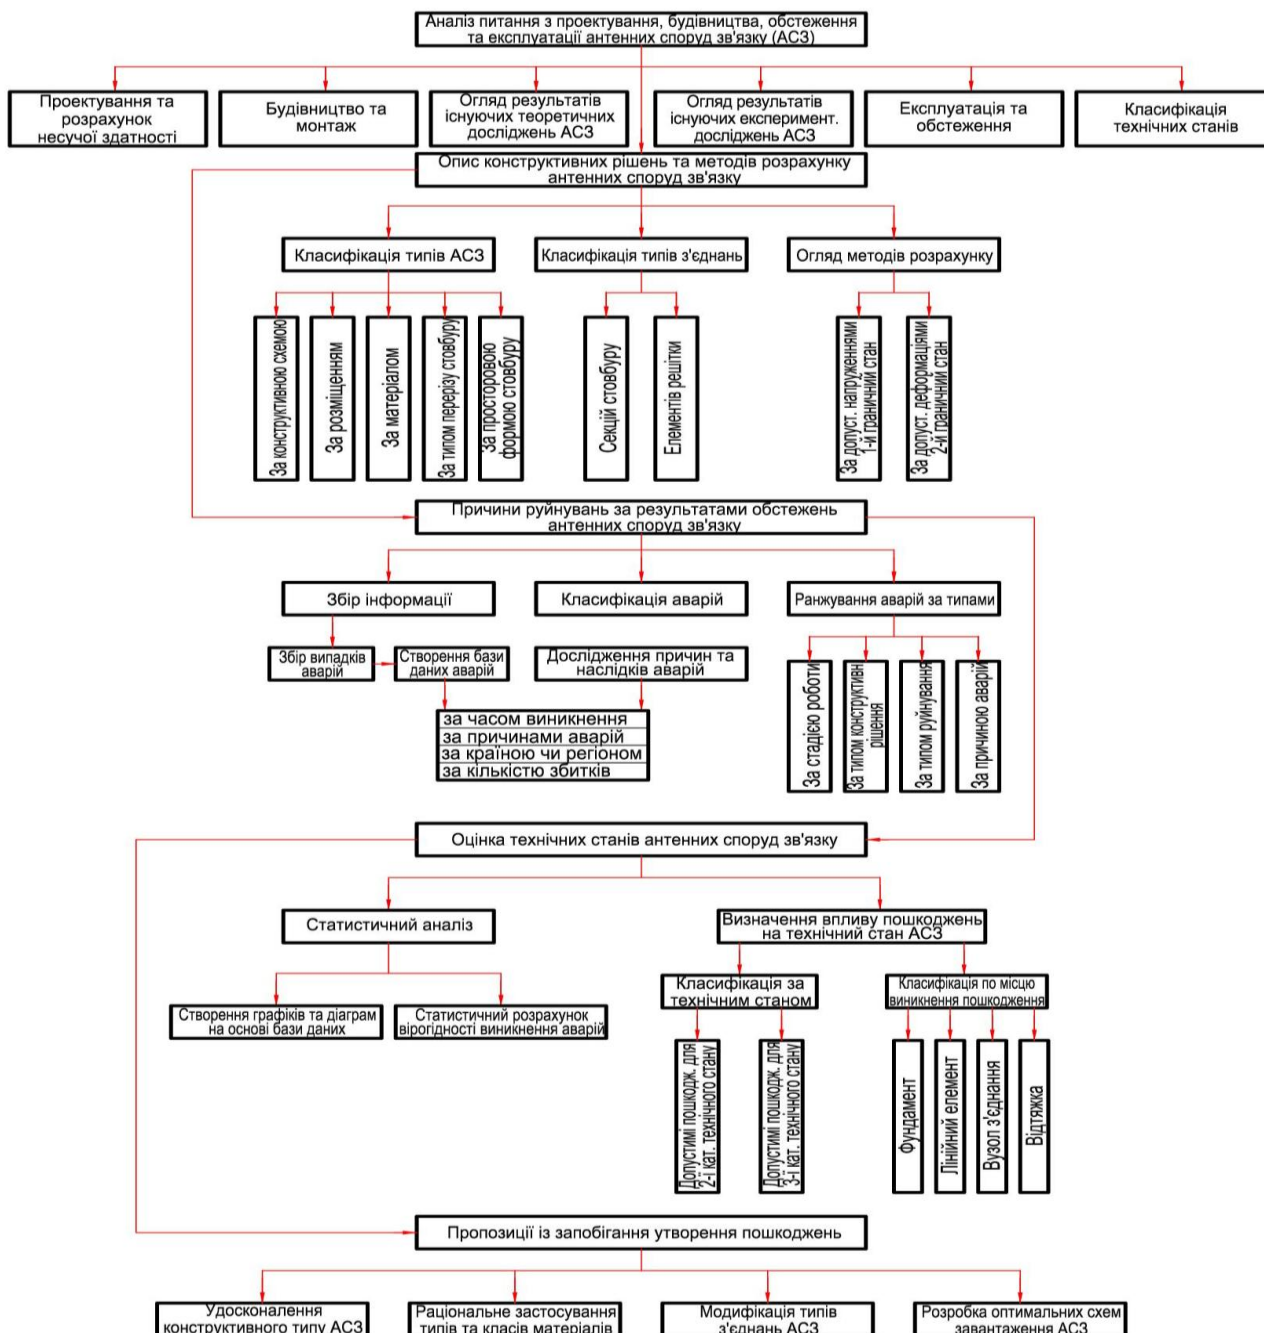 Аналіз питання з проектування, будівництва, обстеження
та експлуатації антенних споруд зв'язку (АСЗ)
Проектування та
розрахунок
несучої здатності
Будівництво та
монтаж
Огляд результатів
існуючих теоретичних
досліджень АСЗ
Огляд результатів
існуючих експеримент.
досліджень АСЗ
Експлуатація та
обстеження
Класифікація
технічних станів
Опис конструктивних рішень та методів розрахунку
антенних споруд зв'язку
Класифікація типів АСЗ
Класифікація типів з'єднань
Огляд методів розрахунку
За конструктивною схемою
За розміщенням
За матеріалом
За типом перерізу стовбуру
За просторовою
формою стовбуру
Секцій стовбуру
Елементів решітки
За допуст. напруженнями
1-й граничний стан
За допуст. деформаціями
2-й граничний стан
Причини руйнувань за результатами обстежень
антенних споруд зв'язку
Збір інформації
Класифікація аварій
Ранжування аварій за типами
Збір випадків
аварій
Створення бази
даних аварій
Дослідження причин та
наслідків аварій
за часом виникнення
за причинами аварій
за країною чи регіоном
за кількістю збитків
За стадією роботи
За типом конструктивні
рішення
За типом руйнування
За причиною аварій
Оцінка технічних станів антенних споруд зв'язку
Статистичний аналіз
Визначення впливу пошкоджень
на технічний стан АСЗ
Створення графіків та діаграм
на основі бази даних
Статистичний розрахунок
вірогідності виникнення аварій
Класифікація за
технічним станом
Класифікація по місцю
виникнення пошкодження
Допустимі пошкодж. для
2-ї кат. технічного стану
Допустимі пошкодж. для
3-ї кат. технічного стану
Фундамент
Лінійний елемент
Вузол з'єднання
Відтяжка
Пропозиції із запобігання утворення пошкоджень
Удосконалення
конструктивного типу АСЗ
Раціональне застосування
типів та класів матеріалів
Модифікація типів
з'єднань АСЗ
Розробка оптимальних схем
завантаження АСЗ